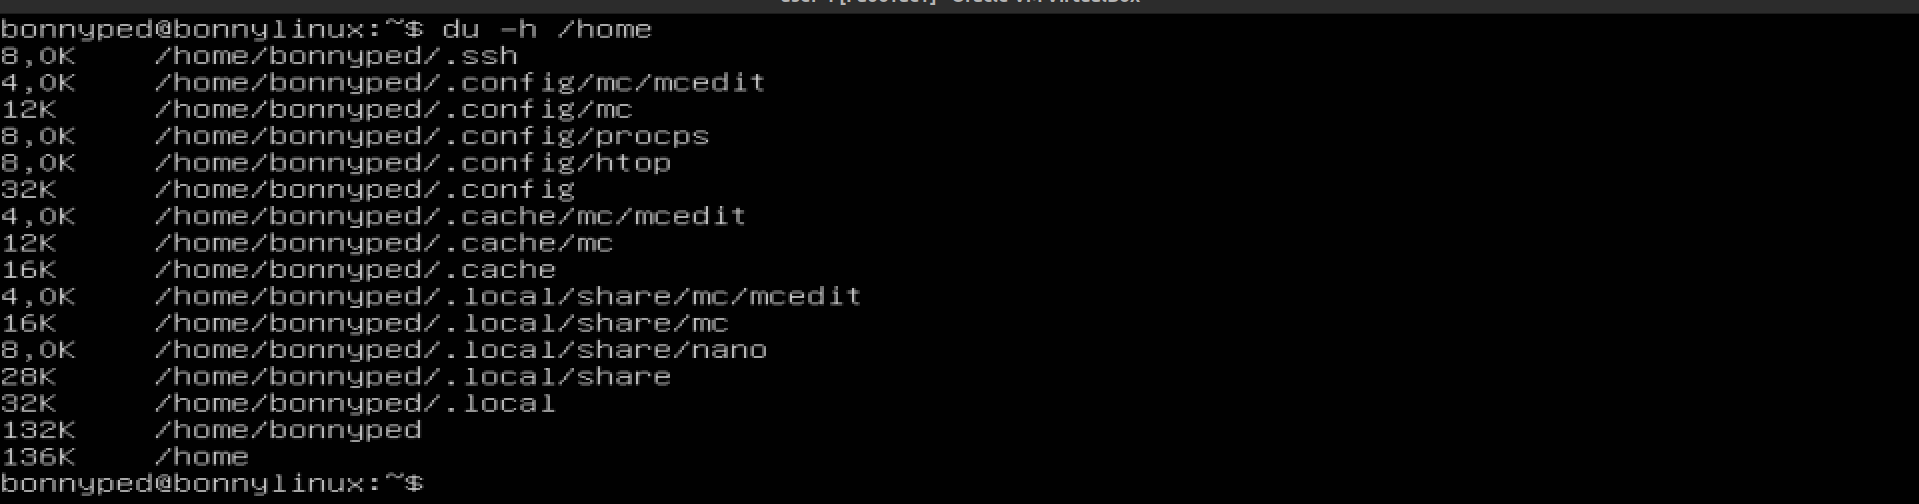 bonnyped@bonnylinux:~$ du -h /home
8,0K /home/bonnyped/.ssh
4,0K /home/bonnyped/.config/mc/mcedit
12K /home/bonnyped/.config/mc
8,0K /home/bonnyped/.config/procps
8,0K /home/bonnyped/.config/htop
32K /home/bonnyped/.config
4,0K /home/bonnyped/.cache/mc/mcedit
12K /home/bonnyped/.cache/mc
16K /home/bonnyped/.cache
4,0K /home/bonnyped/.local/share/mc/mcedit
16K /home/bonnyped/.local/share/mc
8,0K /home/bonnyped/.local/share/nano
28K /home/bonnyped/.local/share
32K /home/bonnyped/.local
132K /home/bonnyped
136K /home
bonnyped@bonnylinux:~$